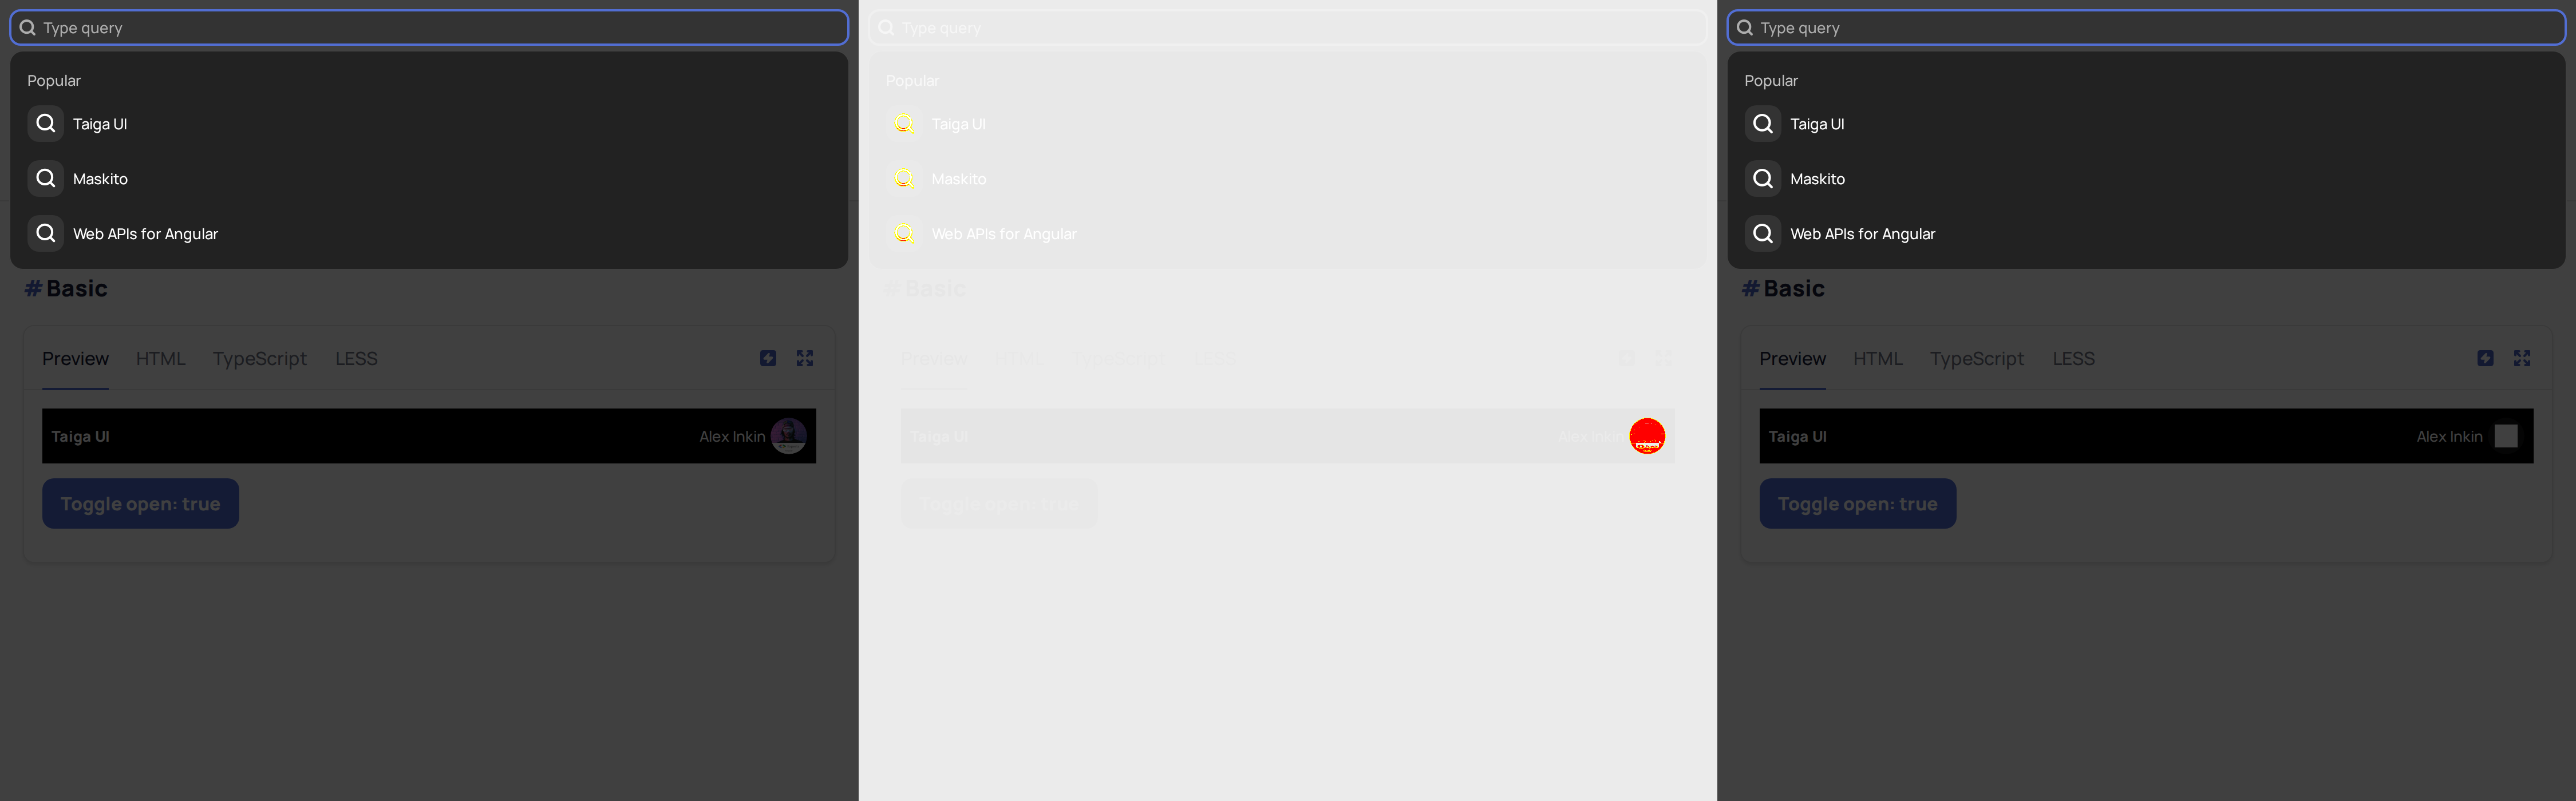 Type query
Popular
Taiga UI
Maskito
Web APIs for Angular
#Basic
Preview HTML TypeScript LESS
Taiga UI Alex Inkin
Toggle open: true
Type query
Popular
Taiga UI
Maskito
Web APIs for Angular
# Basic
Preview HTML TypeScript LESS
Taiga UI Alex Inkin
Toggle open: true
Type query
Popular
Taiga UI
Maskito
Web APIs for Angular
#Basic
Preview HTML TypeScript LESS
Taiga UI Alex Inkin
Toggle open: true